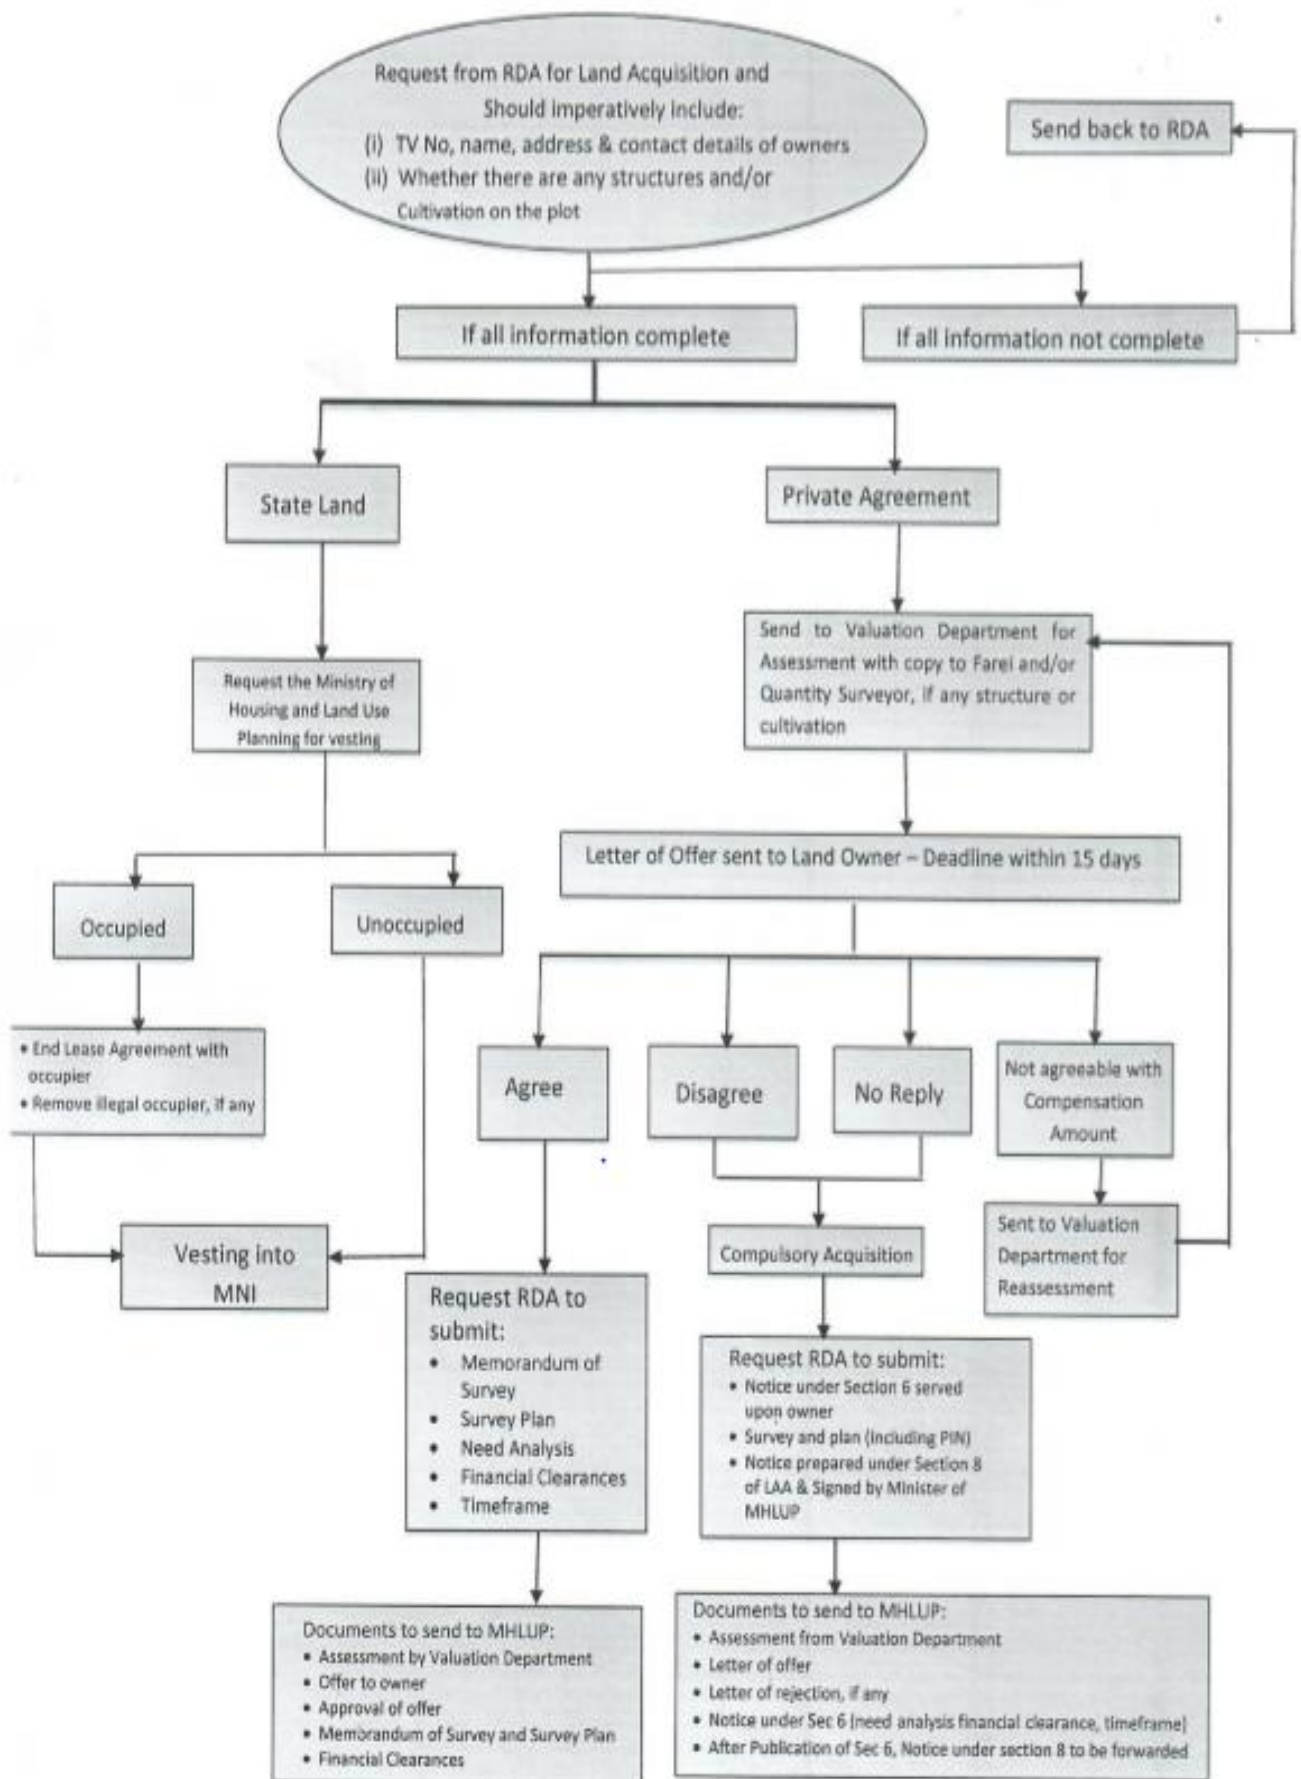 Request from RDA for Land Acquisition and
Should imperatively include:
(i) TV No, name, address & contact details of owners
(ii) Whether there are any structures and/or
Cultivation on the plot
Send back to RDA
If all information complete
If all information not complete
State Land
Private Agreement
Request the Ministry of
Housing and Land Use
Planning for vesting
Send to Valuation Department for
Assessment with copy to Farei and/or
Quantity Surveyor, if any structure or
cultivation
Letter of Offer sent to Land Owner – Deadline within 15 days
Occupied
Unoccupied
• End Lease Agreement with
occupier
• Remove illegal occupier, if any
Agree
Disagree
No Reply
Not agreeable with
Compensation
Amount
Vesting into
MNI
Compulsory Acquisition
Sent to Valuation
Department for
Reassessment
Request RDA to
submit:
• Memorandum of
Survey
• Survey Plan
• Need Analysis
• Financial Clearances
• Timeframe
Request RDA to submit:
• Notice under Section 6 served
upon owner
• Survey and plan (including PIN)
• Notice prepared under Section 8
of LAA & Signed by Minister of
MHLUP
Documents to send to MHLUP:
• Assessment by Valuation Department
• Offer to owner
• Approval of offer
• Memorandum of Survey and Survey Plan
• Financial Clearances
Documents to send to MHLUP:
• Assessment from Valuation Department
• Letter of offer
• Letter of rejection, if any
• Notice under Sec 6 (need analysis financial clearance, timeframe)
• After Publication of Sec 6, Notice under section 8 to be forwarded